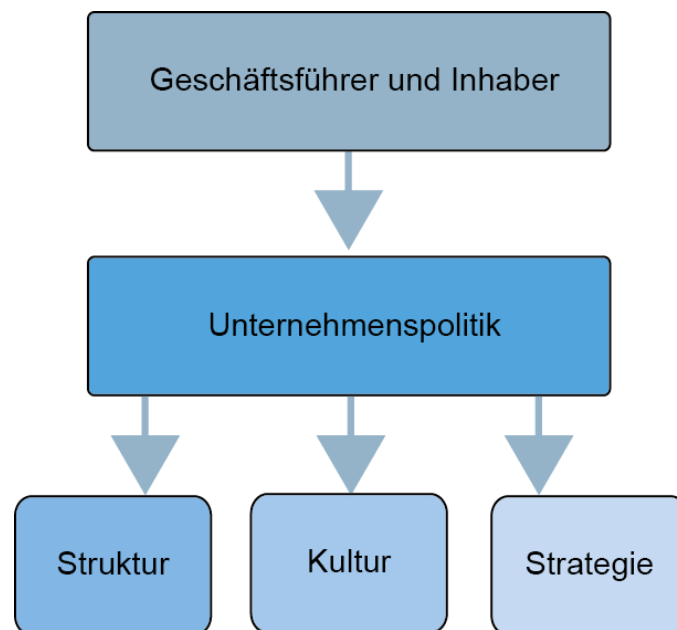 Geschäftsführer und Inhaber
Unternehmenspolitik
Struktur
Kultur
Strategie